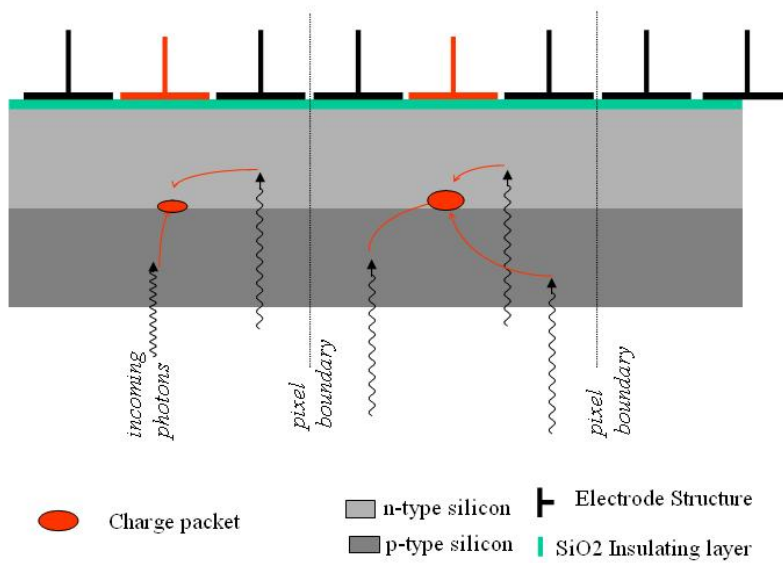 incoming
photons
pixel
boundary
pixel
boundary
Charge packet
n-type silicon
p-type silicon
Electrode Structure
SiO2 Insulating layer